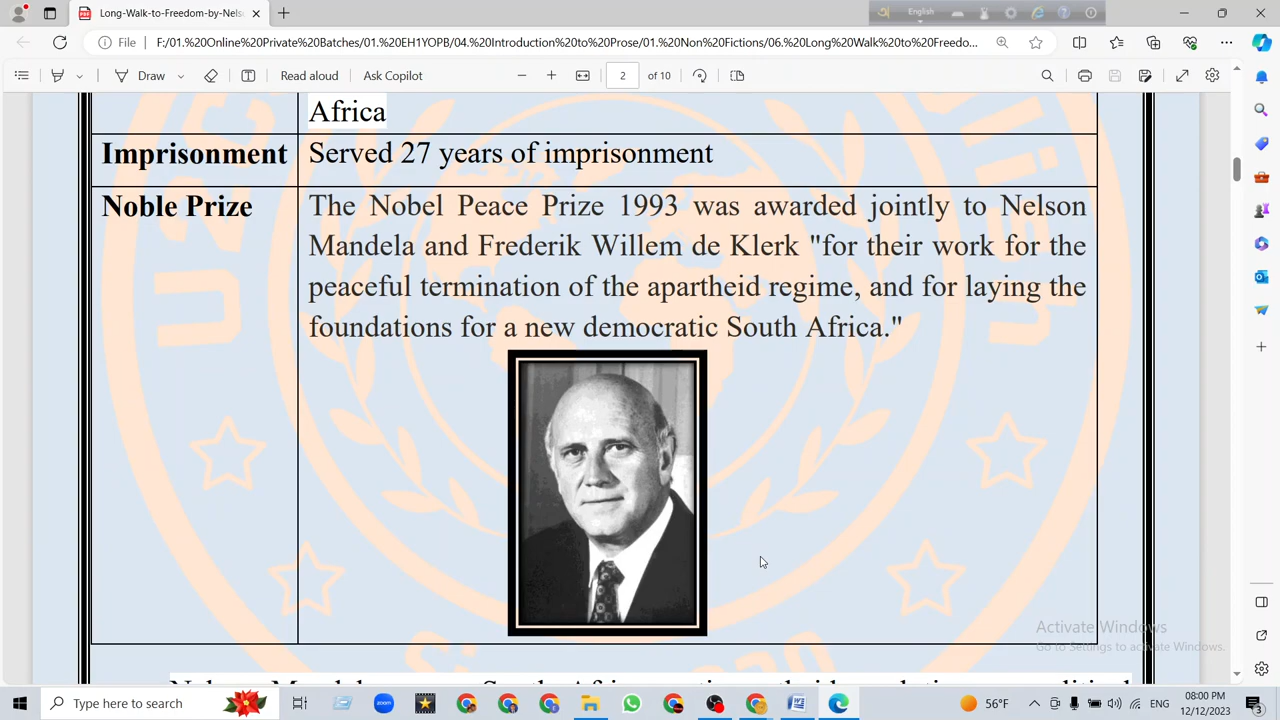 Long-Walk-to-Freedom-by-Nels
English
File
F:/01.%20Online%20Private%20Batches/01.%20EH1YOPB/04.%20Introduction%20to%20Prose/01.%20Non%20Fictions/06.%20Long%20Walk%20to%20Freedo...
Draw
Read aloud
Ask Copilot
2
of 10
Africa
Imprisonment
Served 27 years of imprisonment
Noble Prize
The Nobel Peace Prize 1993 was awarded jointly to Nelson
Mandela and Frederik Willem de Klerk "for their work for the
peaceful termination of the apartheid regime, and for laying the
foundations for a new democratic South Africa."
Activate Windows
Go to Settings to activate Windows.
Type here to search
zoom
56°F
ENG
08:00 PM
12/12/2023
3